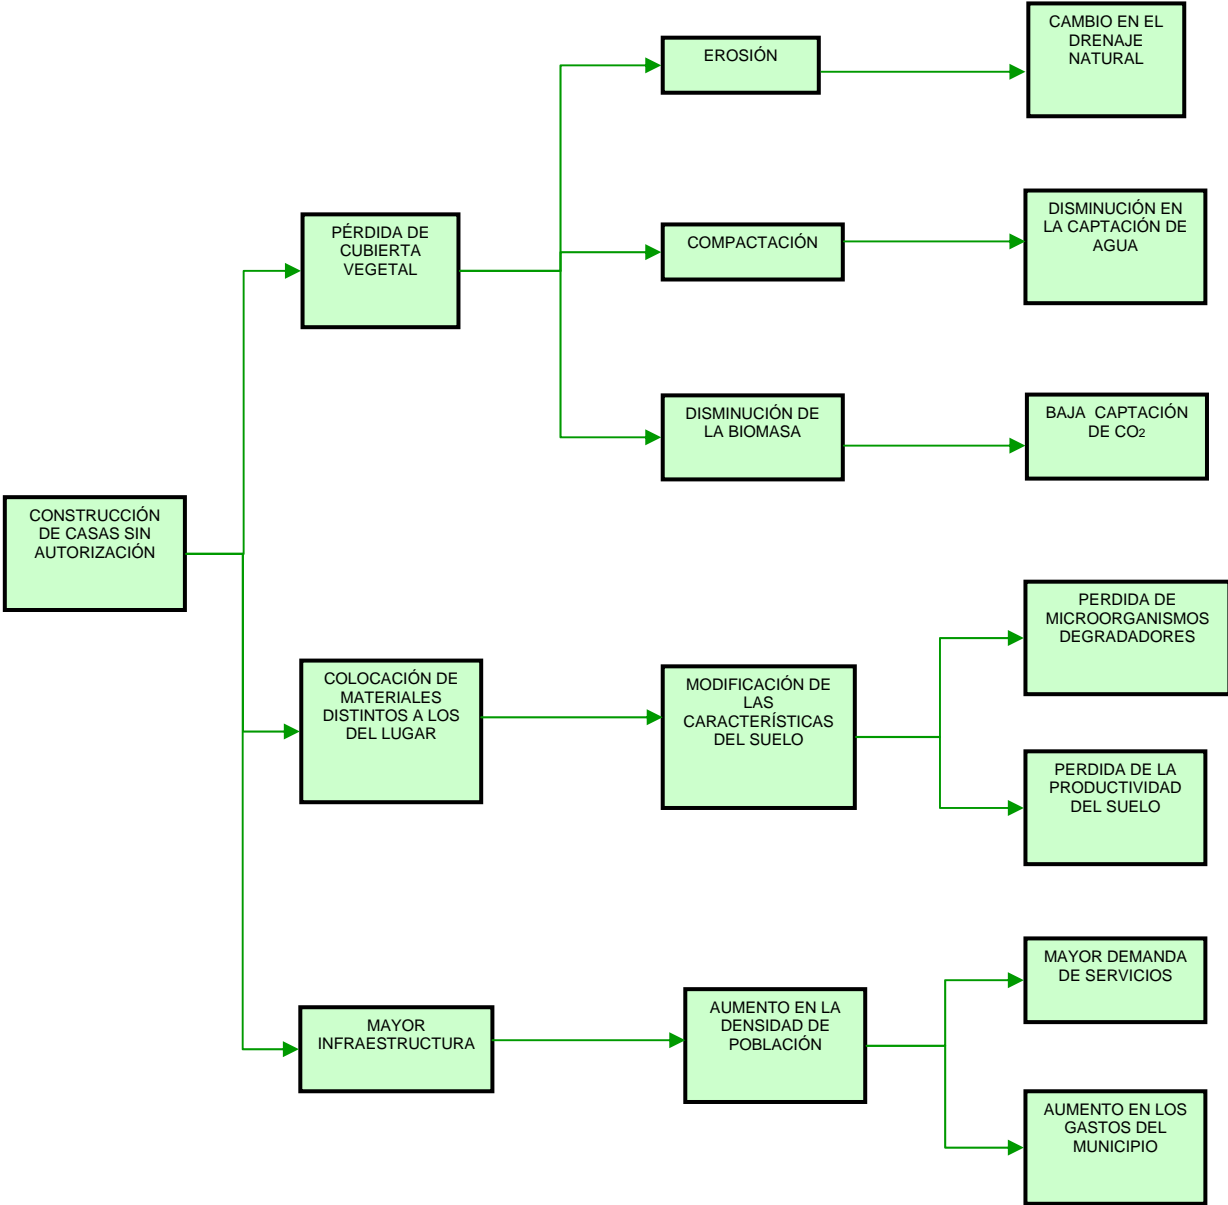 CONSTRUCCIÓN
DE CASAS SIN
AUTORIZACIÓN
PÉRDIDA DE
CUBIERTA
VEGETAL
EROSIÓN
CAMBIO EN EL
DRENAJE
NATURAL
COMPACTACIÓN
DISMINUCIÓN EN
LA CAPTACIÓN DE
AGUA
DISMINUCIÓN DE
LA BIOMASA
BAJA CAPTACIÓN
DE CO2
COLOCACIÓN DE
MATERIALES
DISTINTOS A LOS
DEL LUGAR
MODIFICACIÓN DE
LAS
CARACTERÍSTICAS
DEL SUELO
PERDIDA DE
MICROORGANISMOS
DEGRADADORES
PERDIDA DE LA
PRODUCTIVIDAD
DEL SUELO
MAYOR
INFRAESTRUCTURA
AUMENTO EN LA
DENSIDAD DE
POBLACIÓN
MAYOR DEMANDA
DE SERVICIOS
AUMENTO EN LOS
GASTOS DEL
MUNICIPIO